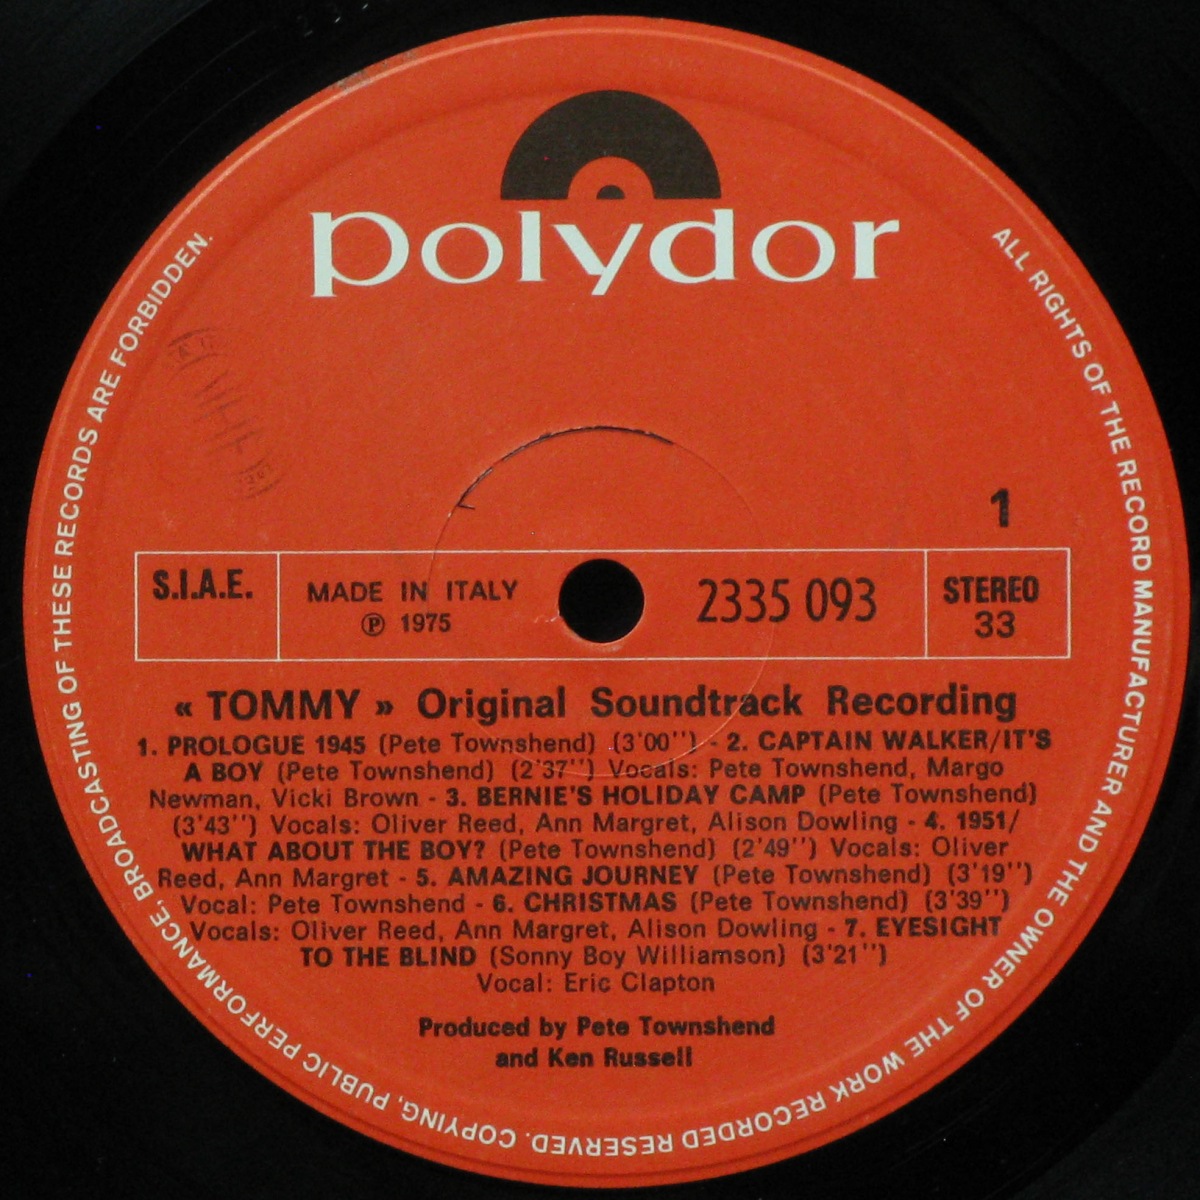 polydor
1
S.I.A.E.
MADE IN ITALY
℗ 1975
2335 093
STEREO
33
« TOMMY » Original Soundtrack Recording
1. PROLOGUE 1945 (Pete Townshend) (3'00'') - 2. CAPTAIN WALKER/IT'S
A BOY (Pete Townshend) (2'37'') Vocals: Pete Townshend, Margo
Newman, Vicki Brown - 3. BERNIE'S HOLIDAY CAMP (Pete Townshend)
(3'43'') Vocals: Oliver Reed, Ann Margret, Alison Dowling - 4. 1951/
WHAT ABOUT THE BOY? (Pete Townshend) (2'49'') Vocals: Oliver
Reed, Ann Margret - 5. AMAZING JOURNEY (Pete Townshend) (3'19'')
Vocal: Pete Townshend - 6. CHRISTMAS (Pete Townshend) (3'39'')
Vocals: Oliver Reed, Ann Margret, Alison Dowling - 7. EYESIGHT
TO THE BLIND (Sonny Boy Williamson) (3'21'')
Vocal: Eric Clapton
Produced by Pete Townshend
and Ken Russell
ALL RIGHTS OF THE RECORD MANUFACTURER AND THE OWNER OF THE WORK RECORDED RESERVED. COPYING, PUBLIC PERFORMANCE, BROADCASTING OF THESE RECORDS ARE FORBIDDEN.